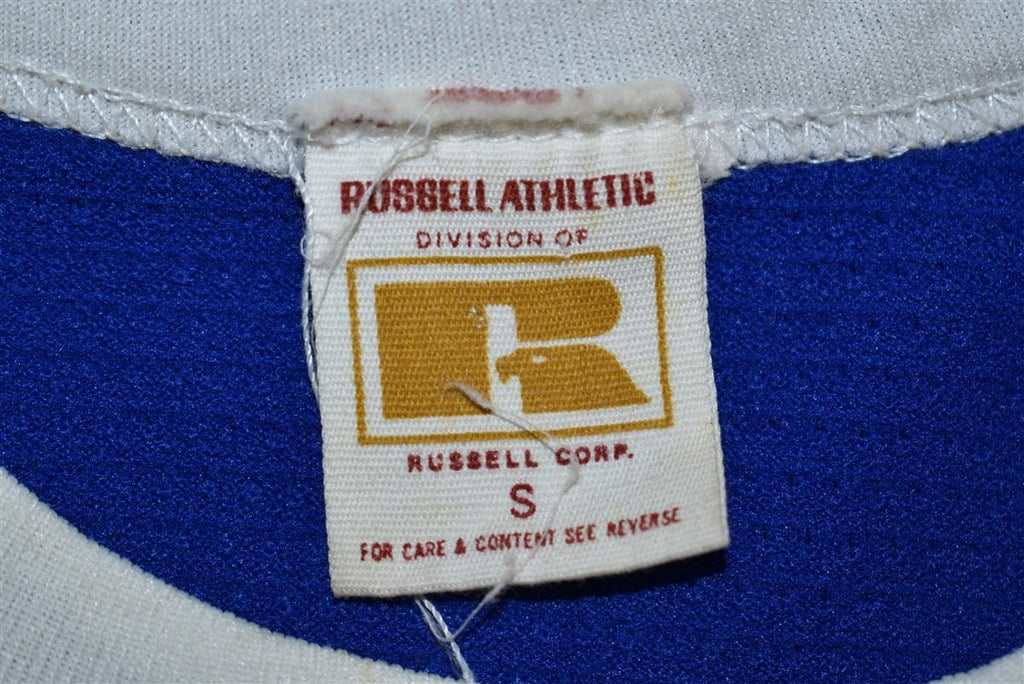 RUSSELL ATHLETIC
DIVISION OF
R
RUSSELL CORP.
S
FOR CARE & CONTENT SEE REVERSE